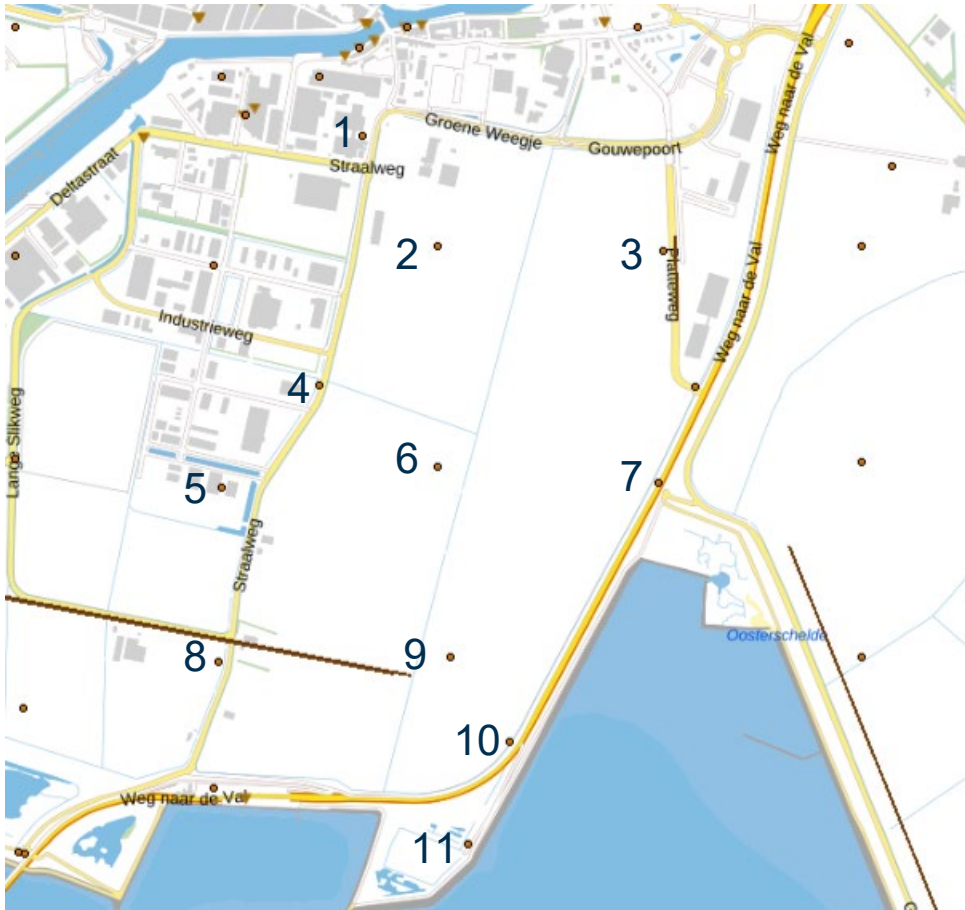 Weg naar de Val
Groene Weegje
1
Gouwepoort
Straalweg
Deltastraat
2
3
Platteweg
Weg naar de Val
Industrieweg
4
Lange Slikweg
6
5
7
Straalweg
Oosterschelde
8
9
10
Weg naar de Val
11